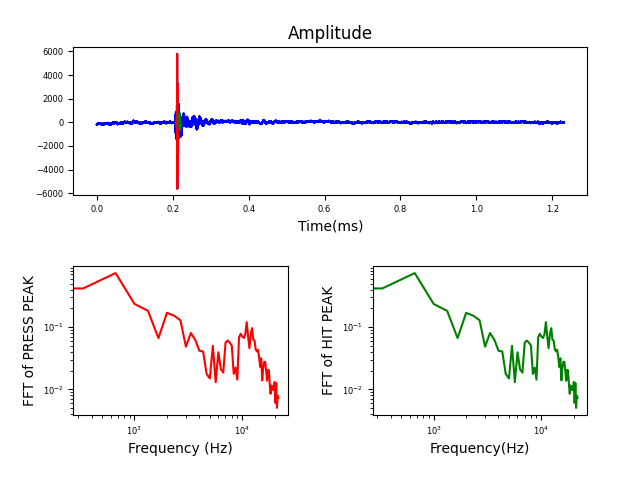 Amplitude
6000
4000
2000
0
−2000
−4000
−6000
0.0 0.2 0.4 0.6 0.8 1.0 1.2
Time(ms)
FFT of PRESS PEAK
10⁻¹
10⁻²
10³ 10⁴
Frequency (Hz)
FFT of HIT PEAK
10⁻¹
10⁻²
10³ 10⁴
Frequency(Hz)